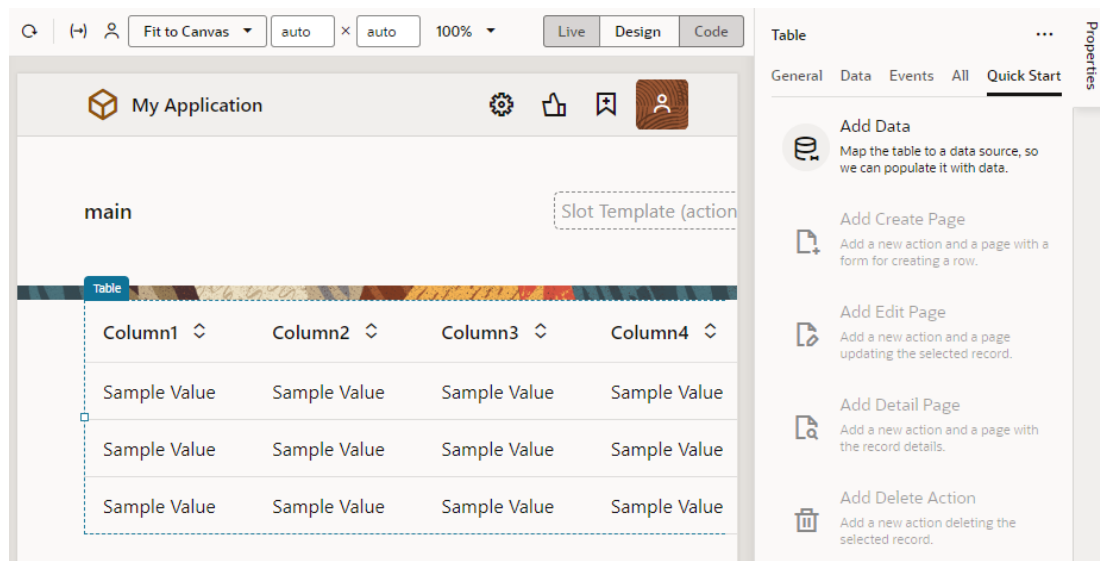 Fit to Canvas auto × auto 100% Live Design Code
My Application
main
Slot Template (action
Table
Column1 Column2 Column3 Column4
Sample Value Sample Value Sample Value Sample Value
Sample Value Sample Value Sample Value Sample Value
Sample Value Sample Value Sample Value Sample Value
Table
General Data Events All Quick Start
Add Data
Map the table to a data source, so
we can populate it with data.
Add Create Page
Add a new action and a page with a
form for creating a row.
Add Edit Page
Add a new action and a page
updating the selected record.
Add Detail Page
Add a new action and a page with
the record details.
Add Delete Action
Add a new action deleting the
selected record.
Properties